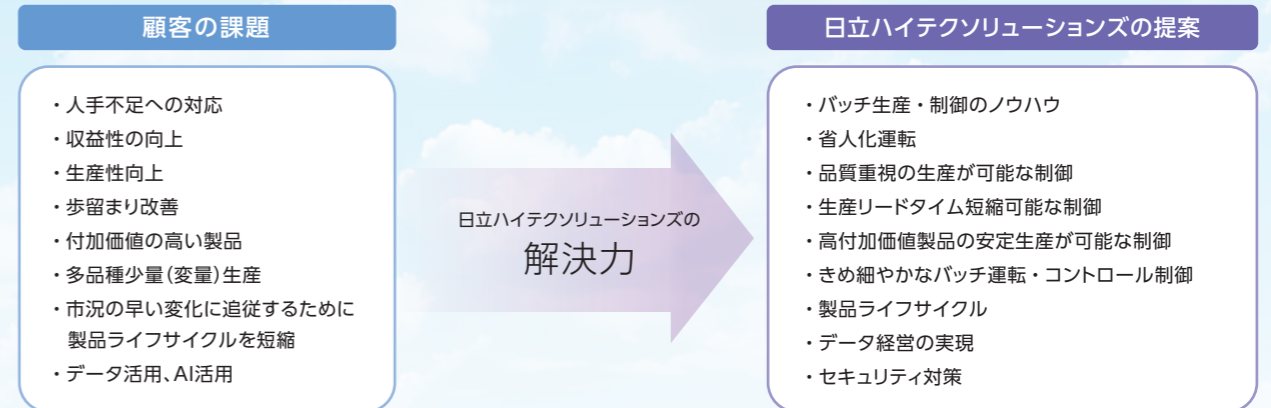 顧客の課題
・人手不足への対応
・収益性の向上
・生産性向上
・歩留まり改善
・付加価値の高い製品
・多品種少量(変量)生産
・市況の早い変化に追従するために
製品ライフサイクルを短縮
・データ活用、AI活用
日立ハイテクソリューションズの
解決力
日立ハイテクソリューションズの提案
・バッチ生産・制御のノウハウ
・省人化運転
・品質重視の生産が可能な制御
・生産リードタイム短縮可能な制御
・高付加価値製品の安定生産が可能な制御
・きめ細やかなバッチ運転・コントロール制御
・製品ライフサイクル
・データ経営の実現
・セキュリティ対策